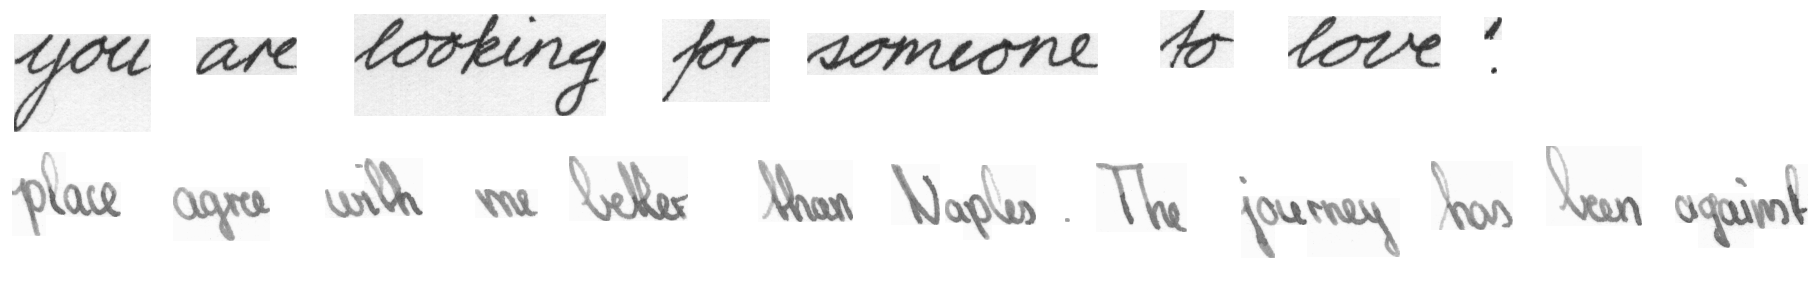 you are looking for someone to love !
place agree with me better than Naples . The journey has been against